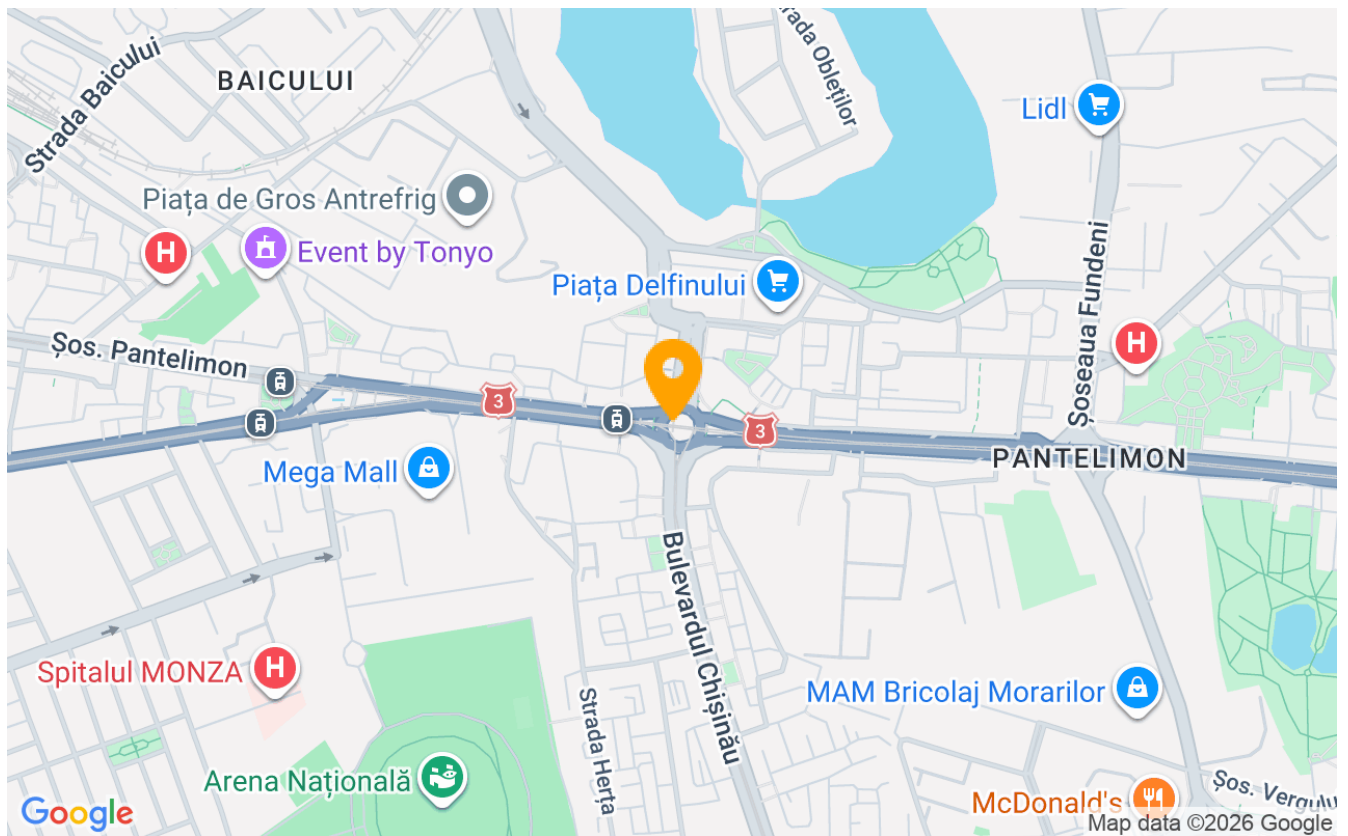 Strada Baicului
BAICULUI
Strada Obleților
Lidl
Piața de Gros Antrefrig
H
Event by Tonyo
Piața Delfinului
Șoseaua Fundeni
H
Șos. Pantelimon
3
3
PANTELIMON
Mega Mall
Bulevardul Chișinău
Spitalul MONZA
H
Strada Herța
MAM Bricolaj Morarilor
Arena Națională
Șos. Vergului
McDonald's
Google
Map data ©2026 Google